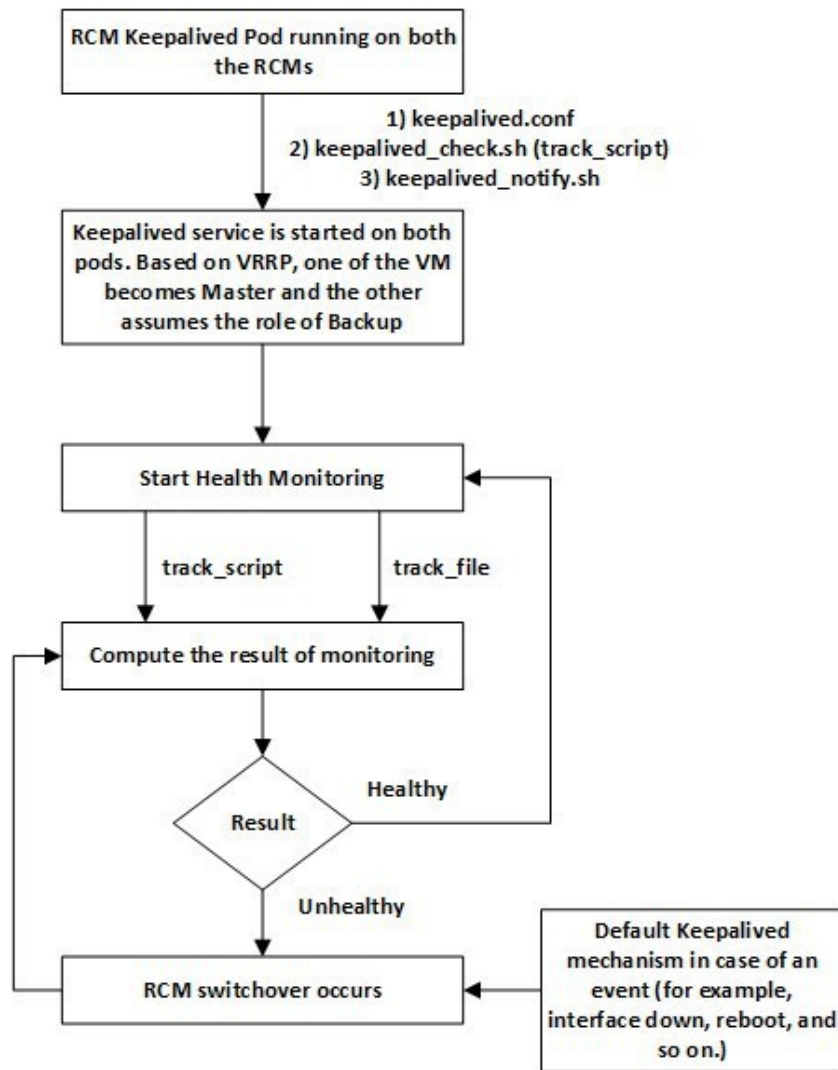 RCM Keepalived Pod running on both
the RCMs
1) keepalived.conf
2) keepalived_check.sh (track_script)
3) keepalived_notify.sh
Keepalived service is started on both
pods. Based on VRRP, one of the VM
becomes Master and the other
assumes the role of Backup
Start Health Monitoring
track_script
track_file
Compute the result of monitoring
Result
Healthy
Unhealthy
RCM switchover occurs
Default Keepalived
mechanism in case of an
event (for example,
interface down, reboot, and
so on.)